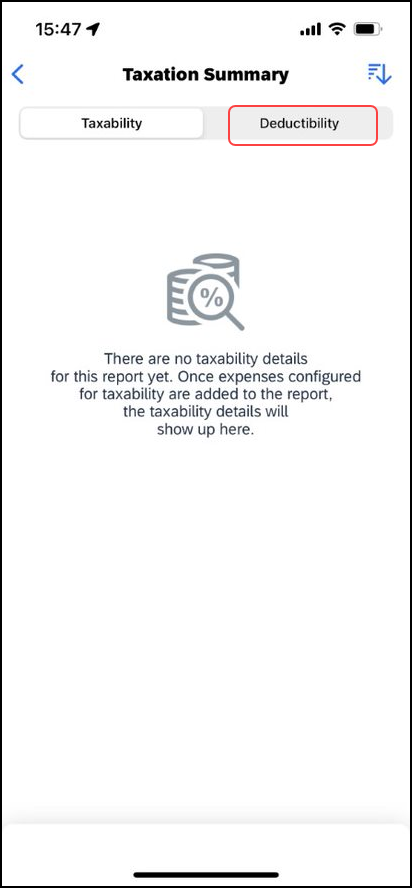 15:47
Taxation Summary
Taxability
Deductibility
%
There are no taxability details
for this report yet. Once expenses configured
for taxability are added to the report,
the taxability details will
show up here.